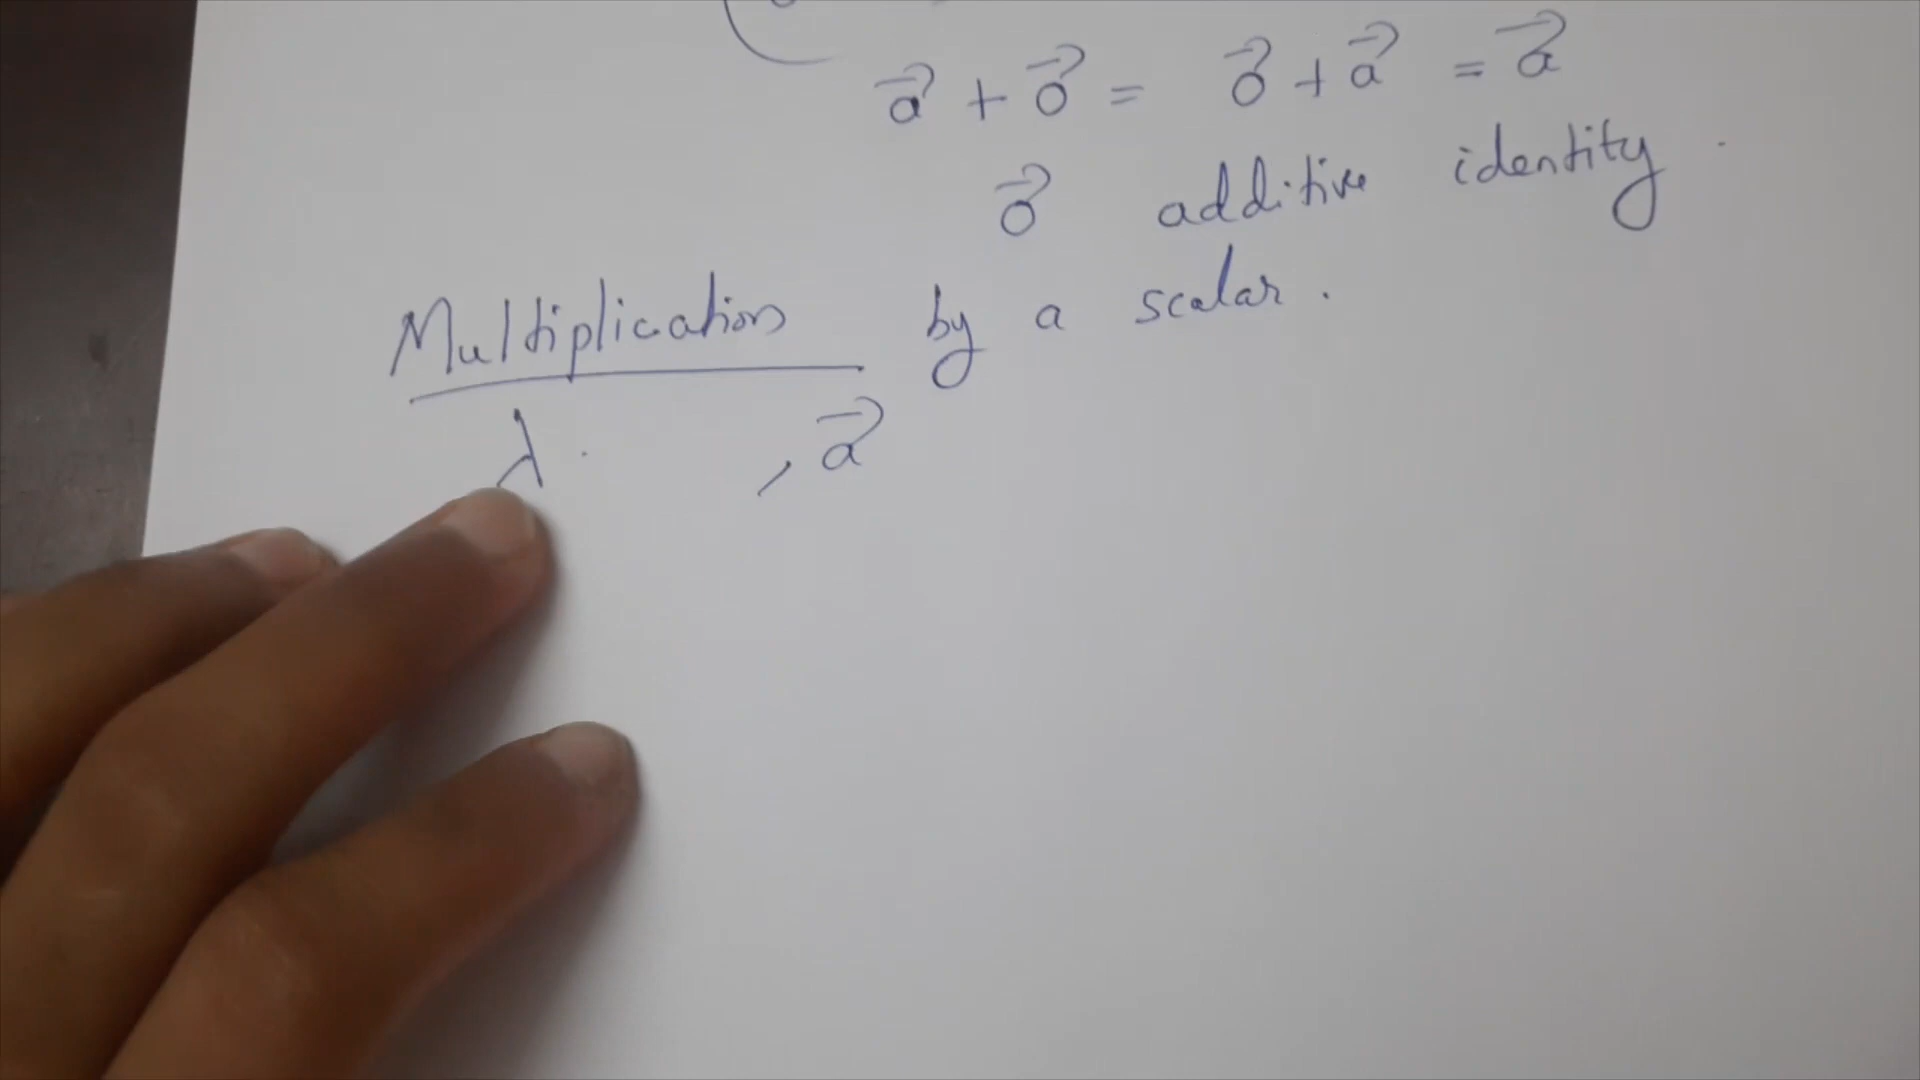 a⃗ + 0⃗ = 0⃗ + a⃗ = a⃗
0⃗ additive identity.
Multiplication by a scalar.
λ. , a⃗